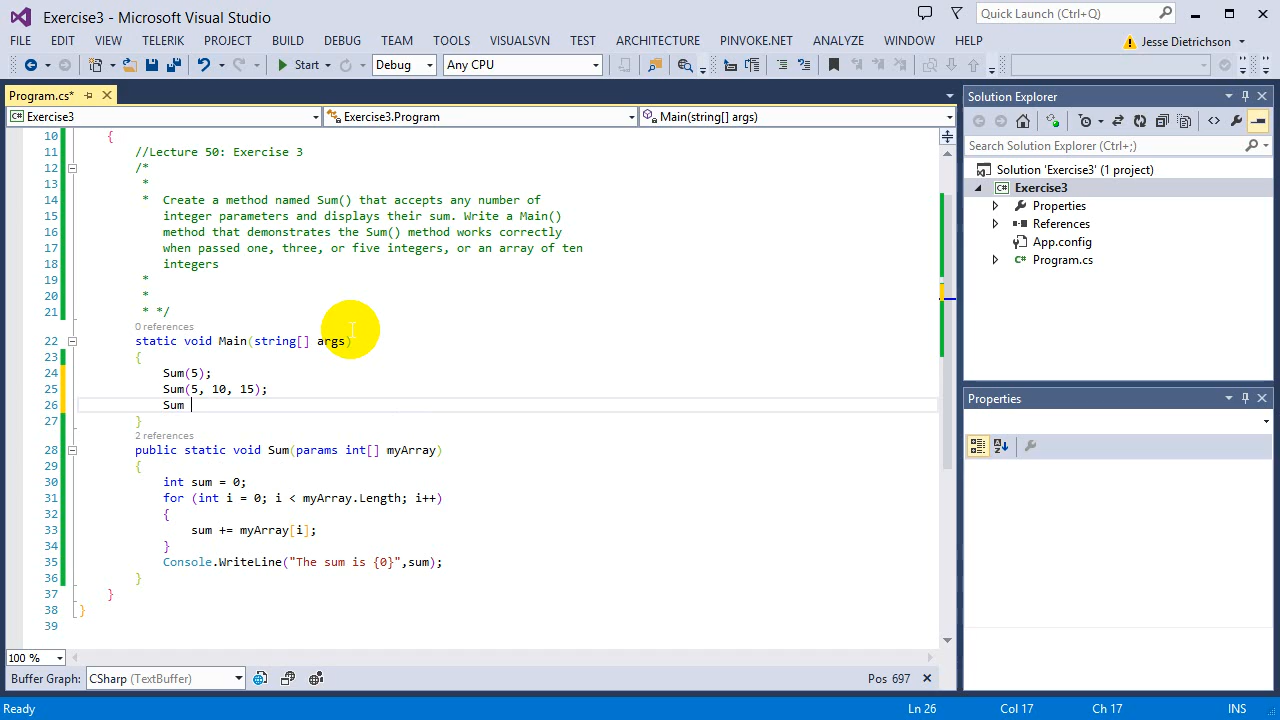 Exercise3 - Microsoft Visual Studio
Quick Launch (Ctrl+Q)
FILE EDIT VIEW TELERIK PROJECT BUILD DEBUG TEAM TOOLS VISUALSVN TEST ARCHITECTURE PINVOKE.NET ANALYZE WINDOW HELP
Jesse Dietrichson
Start Debug Any CPU
Program.cs*
Exercise3 Exercise3.Program Main(string[] args)
10 {
11 //Lecture 50: Exercise 3
12 /*
13 *
14 * Create a method named Sum() that accepts any number of
15 integer parameters and displays their sum. Write a Main()
16 method that demonstrates the Sum() method works correctly
17 when passed one, three, or five integers, or an array of ten
18 integers
19 *
20 *
21 * */
0 references
22 static void Main(string[] args)
23 {
24 Sum(5);
25 Sum(5, 10, 15);
26 Sum
27 }
2 references
28 public static void Sum(params int[] myArray)
29 {
30 int sum = 0;
31 for (int i = 0; i < myArray.Length; i++)
32 {
33 sum += myArray[i];
34 }
35 Console.WriteLine("The sum is {0}",sum);
36 }
37 }
38 }
39
100 %
Buffer Graph: CSharp (TextBuffer) Pos 697
Solution Explorer
Search Solution Explorer (Ctrl+;)
Solution 'Exercise3' (1 project)
C# Exercise3
Properties
References
App.config
C# Program.cs
Properties
Ready Ln 26 Col 17 Ch 17 INS